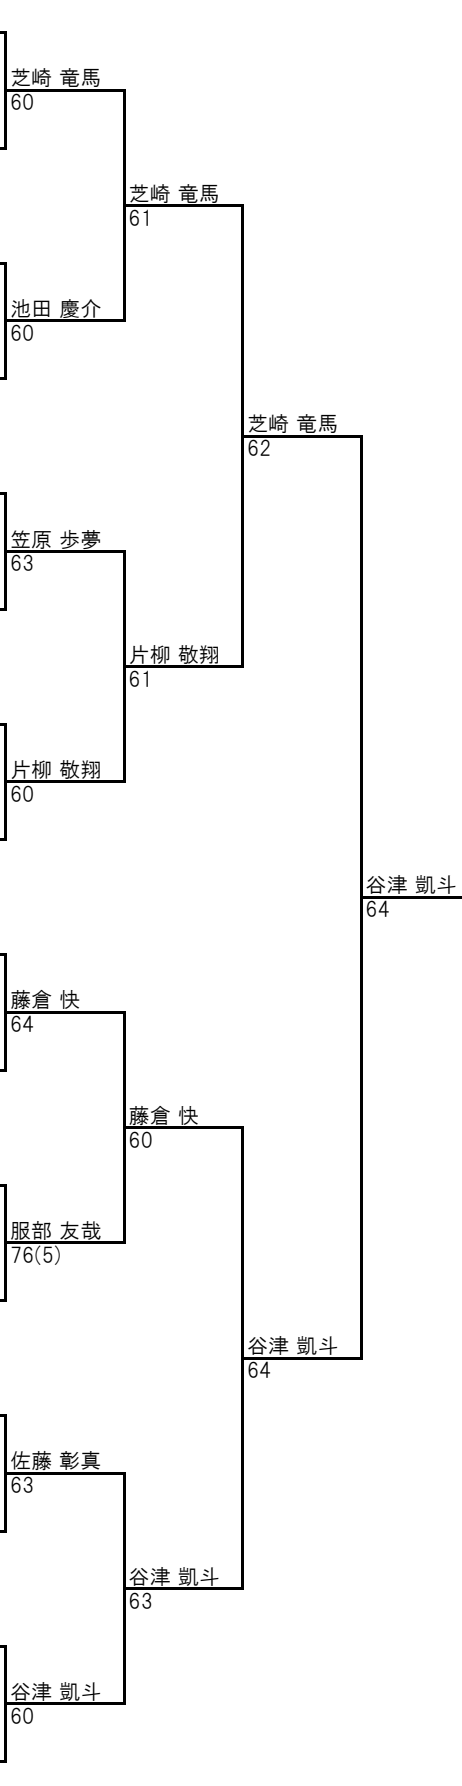 芝崎 竜馬
60
芝崎 竜馬
61
池田 慶介
60
芝崎 竜馬
62
笠原 歩夢
63
片柳 敬翔
61
片柳 敬翔
60
谷津 凱斗
64
藤倉 快
64
藤倉 快
60
服部 友哉
76(5)
谷津 凱斗
64
佐藤 彰真
63
谷津 凱斗
63
谷津 凱斗
60